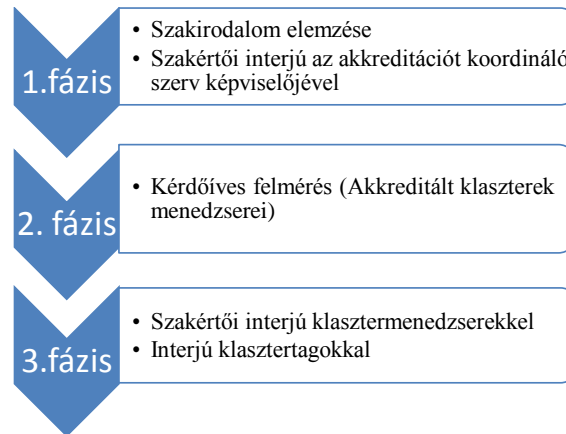 1.fázis
• Szakirodalom elemzése
• Szakértői interjú az akkreditációt koordináló
szerv képviselőjével
2. fázis
• Kérdőíves felmérés (Akkreditált klaszterek
menedzserei)
3.fázis
• Szakértői interjú klasztermenedzserekkel
• Interjú klasztertagokkal